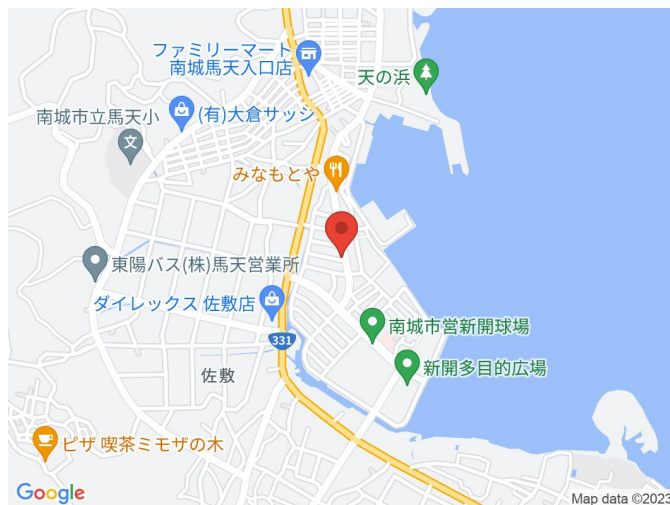 ファミリーマート
南城馬天入口店
天の浜
(有)大倉サッシ
南城市立馬天小
文
みなもとや
東陽バス(株)馬天営業所
ダイレックス 佐敷店
南城市営新開球場
331
新開多目的広場
佐敷
ピザ 喫茶ミモザの木
Google
Map data ©2023